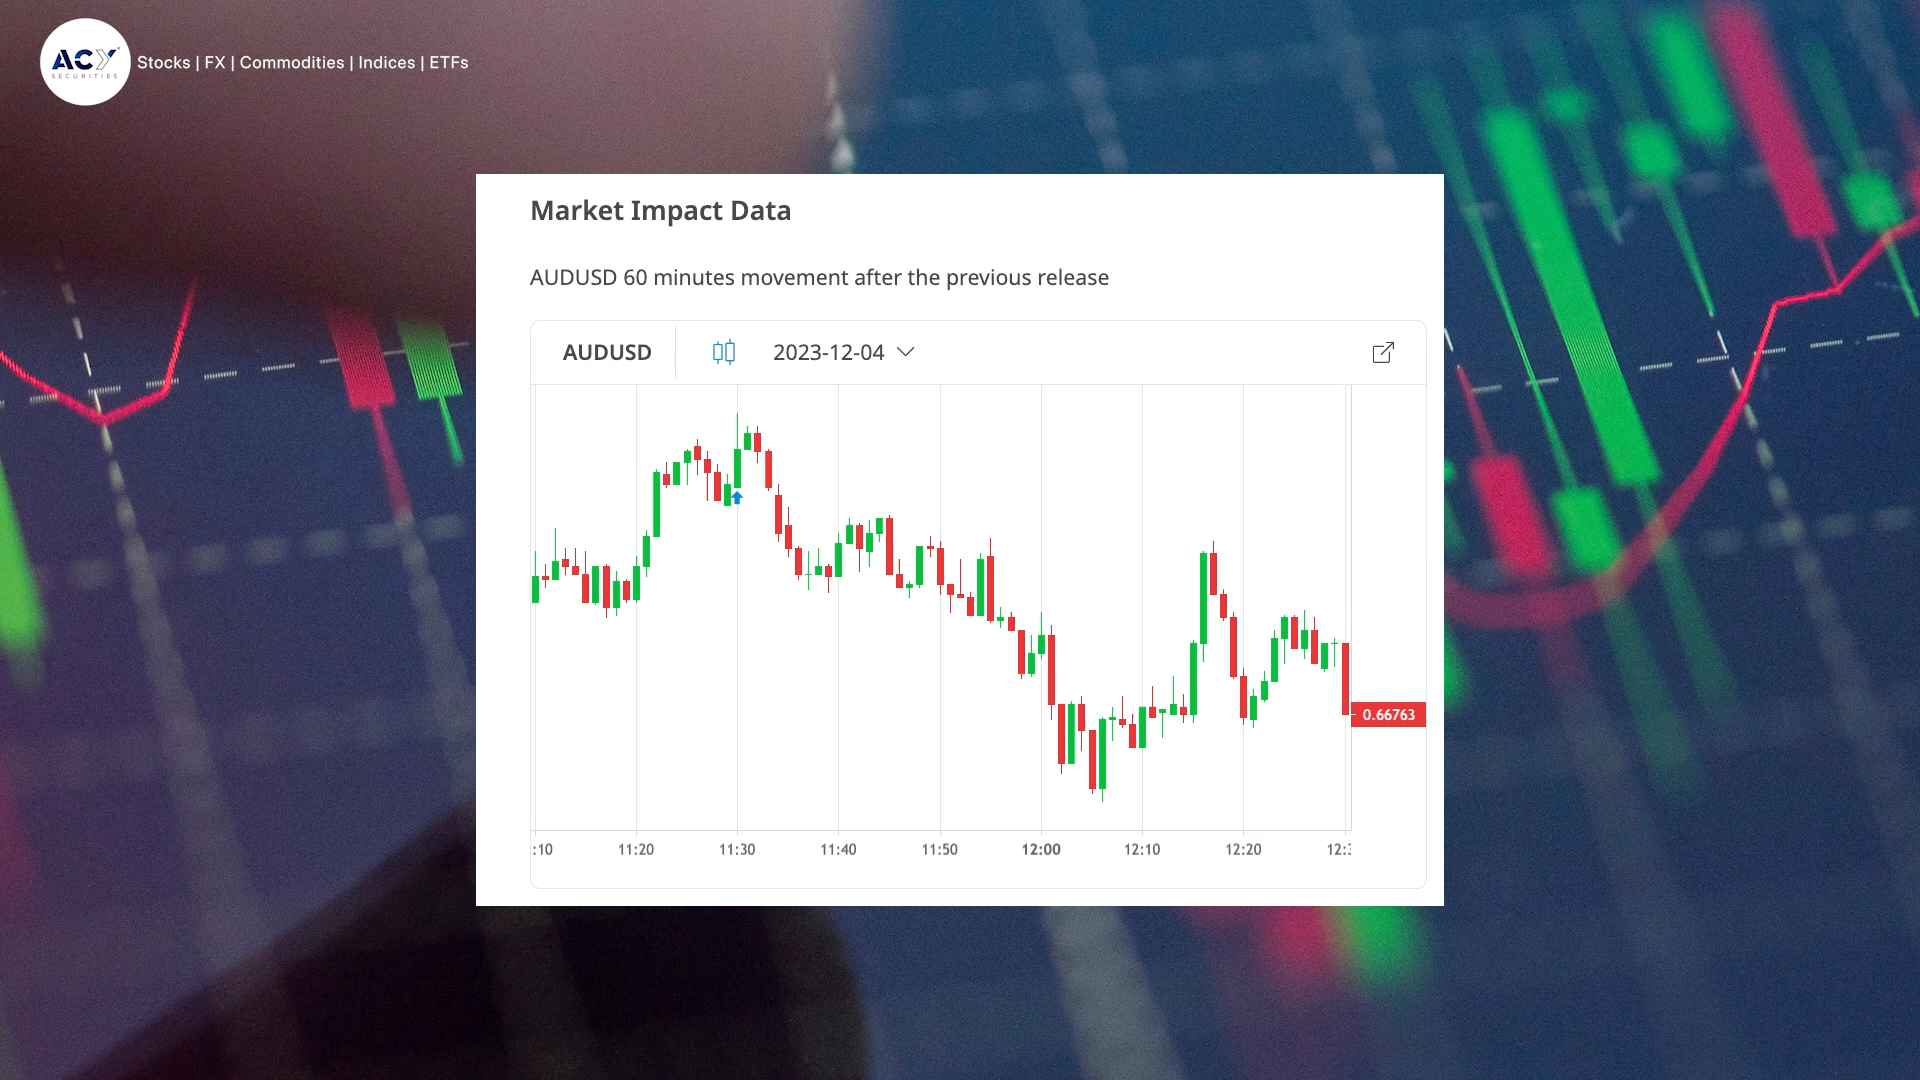 ACY
SECURITIES
Stocks | FX | Commodities | Indices | ETFs
Market Impact Data
AUDUSD 60 minutes movement after the previous release
AUDUSD
2023-12-04
0.66763
:10 11:20 11:30 11:40 11:50 12:00 12:10 12:20 12:3